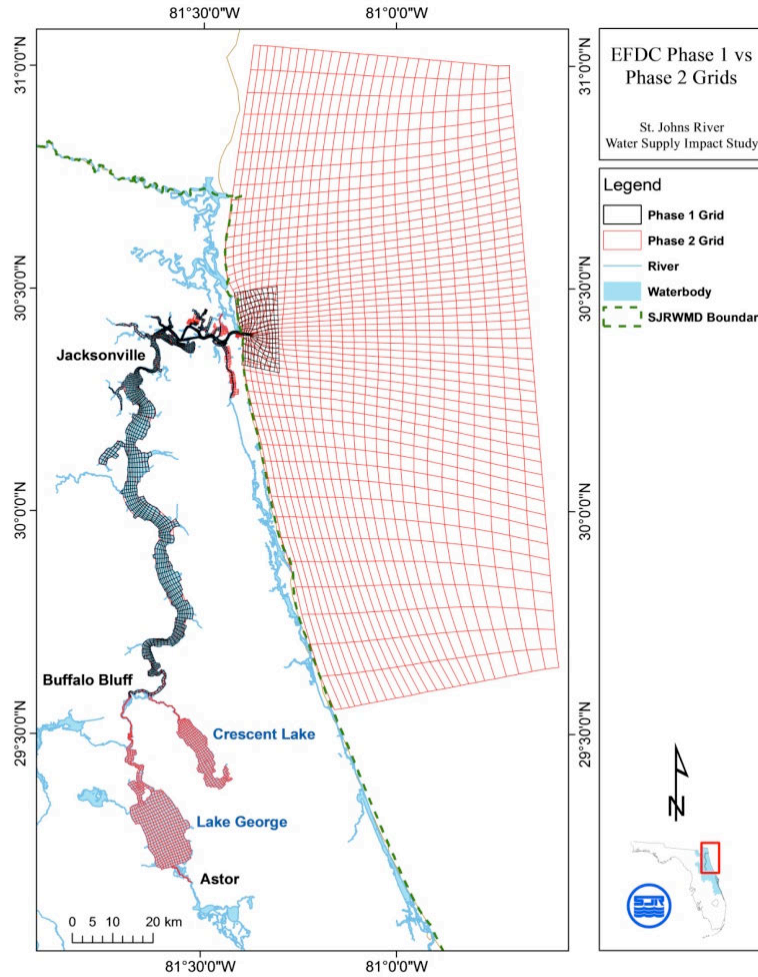 81°30'0"W
81°0'0"W
31°0'0"N
31°0'0"N
EFDC Phase 1 vs
Phase 2 Grids
St. Johns River
Water Supply Impact Study
Legend
Phase 1 Grid
Phase 2 Grid
River
Waterbody
SJRWMD Boundar
30°30'0"N
30°30'0"N
Jacksonville
30°0'0"N
30°0'0"N
Buffalo Bluff
29°30'0"N
29°30'0"N
Crescent Lake
Lake George
Astor
N
0 5 10 20 km
SJR
81°30'0"W
81°0'0"W